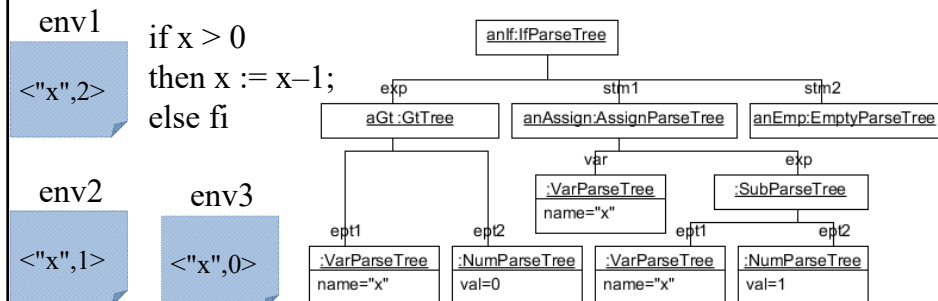 env1
<"x",2>
if x > 0
then x := x–1;
else fi
env2
<"x",1>
env3
<"x",0>
anIf:IfParseTree
exp
stm1
stm2
aGt :GtTree
anAssign:AssignParseTree
anEmp:EmptyParseTree
var
exp
:VarParseTree
name="x"
:SubParseTree
ept1
ept2
ept1
ept2
:VarParseTree
name="x"
:NumParseTree
val=0
:VarParseTree
name="x"
:NumParseTree
val=1